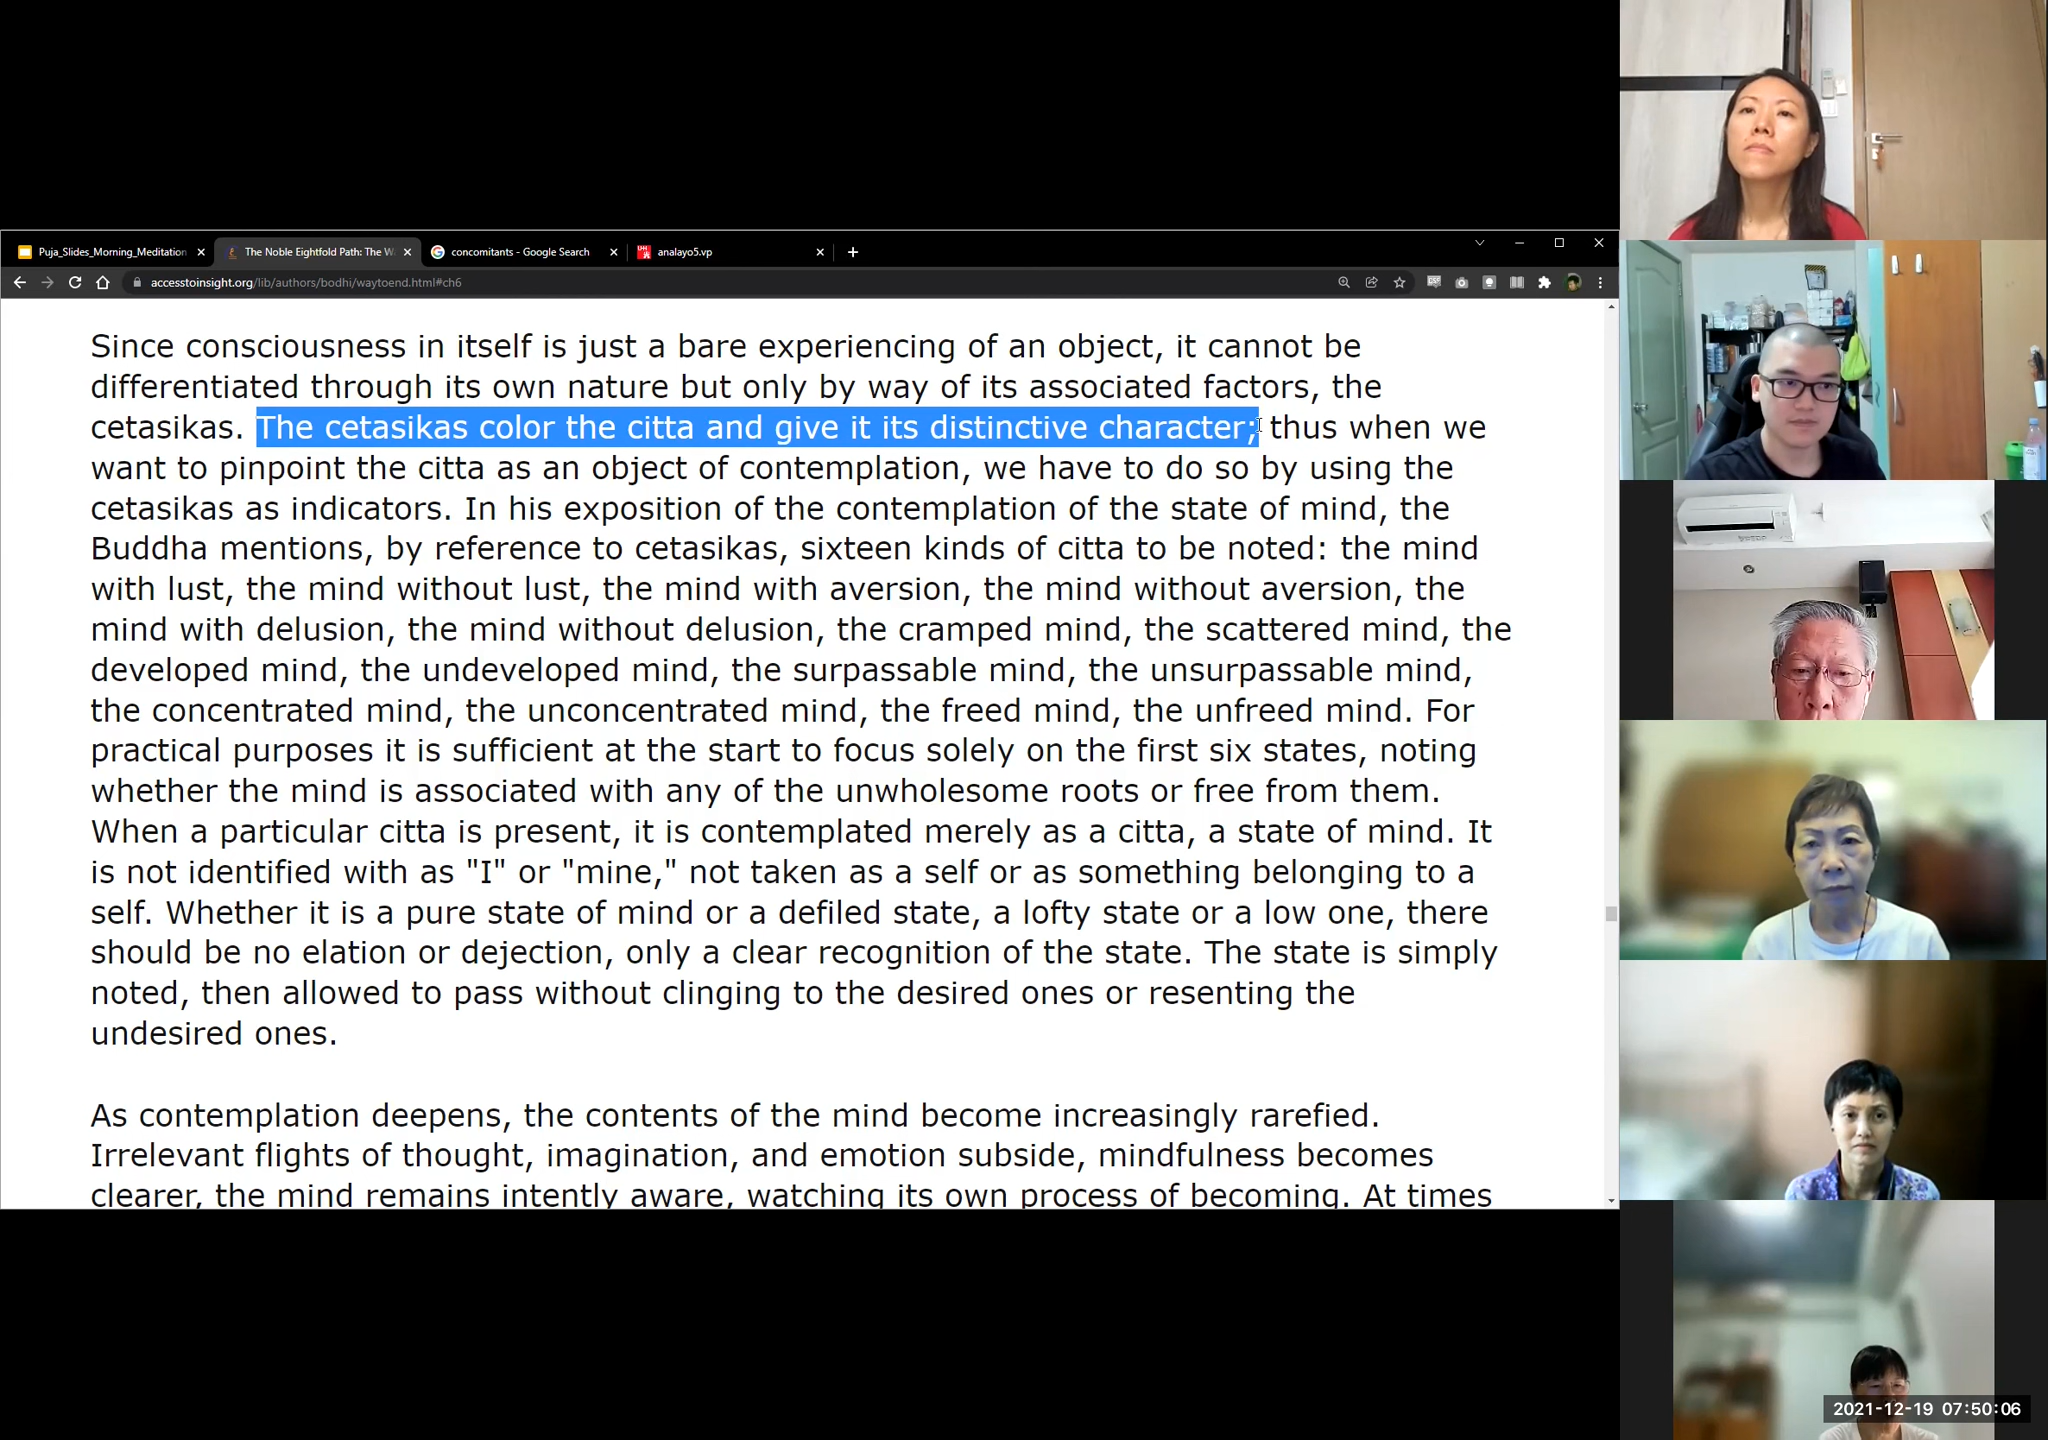 Puja_Slides_Morning_Meditation
The Noble Eightfold Path: The W
concomitants - Google Search
analayo5.vp
accesstoinsight.org/lib/authors/bodhi/waytoend.html#ch6
Since consciousness in itself is just a bare experiencing of an object, it cannot be
differentiated through its own nature but only by way of its associated factors, the
cetasikas. The cetasikas color the citta and give it its distinctive character; thus when we
want to pinpoint the citta as an object of contemplation, we have to do so by using the
cetasikas as indicators. In his exposition of the contemplation of the state of mind, the
Buddha mentions, by reference to cetasikas, sixteen kinds of citta to be noted: the mind
with lust, the mind without lust, the mind with aversion, the mind without aversion, the
mind with delusion, the mind without delusion, the cramped mind, the scattered mind, the
developed mind, the undeveloped mind, the surpassable mind, the unsurpassable mind,
the concentrated mind, the unconcentrated mind, the freed mind, the unfreed mind. For
practical purposes it is sufficient at the start to focus solely on the first six states, noting
whether the mind is associated with any of the unwholesome roots or free from them.
When a particular citta is present, it is contemplated merely as a citta, a state of mind. It
is not identified with as "I" or "mine," not taken as a self or as something belonging to a
self. Whether it is a pure state of mind or a defiled state, a lofty state or a low one, there
should be no elation or dejection, only a clear recognition of the state. The state is simply
noted, then allowed to pass without clinging to the desired ones or resenting the
undesired ones.
As contemplation deepens, the contents of the mind become increasingly rarefied.
Irrelevant flights of thought, imagination, and emotion subside, mindfulness becomes
clearer, the mind remains intently aware, watching its own process of becoming. At times
2021-12-19 07:50:06